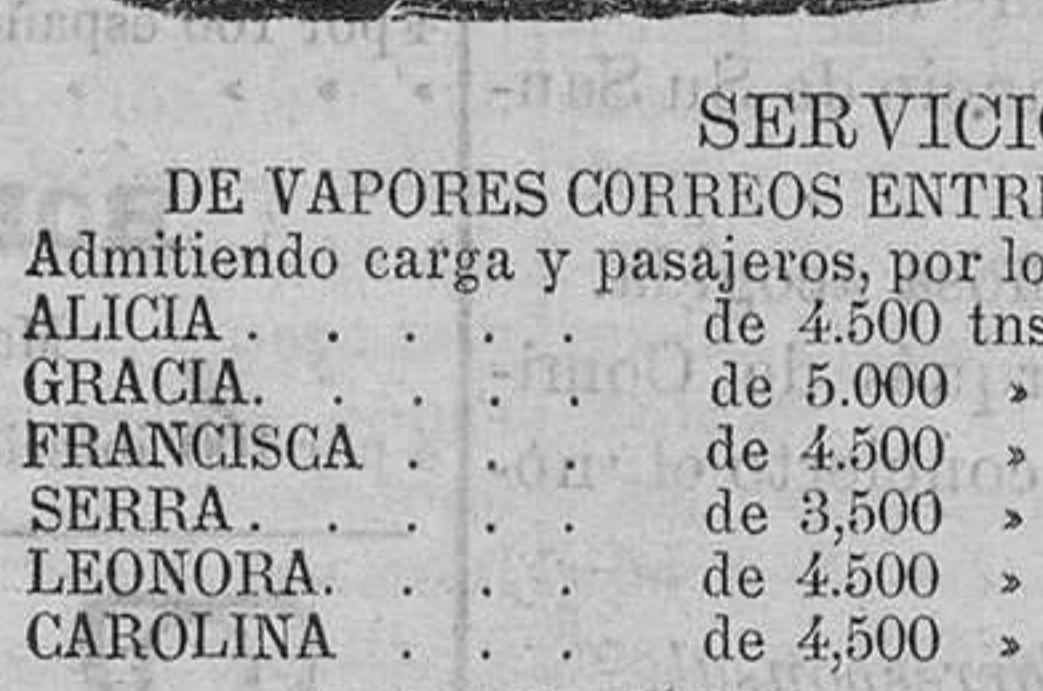 SERVICIO
DE VAPORES CORREOS ENTRE
Admitiendo carga y pasajeros, por lo
ALICIA . . . . . de 4.500 tns
GRACIA. . . . . de 5.000 »
FRANCISCA . . . de 4.500 »
SERRA . . . . . de 3,500 »
LEONORA. . . . de 4.500 »
CAROLINA . . . de 4,500 »